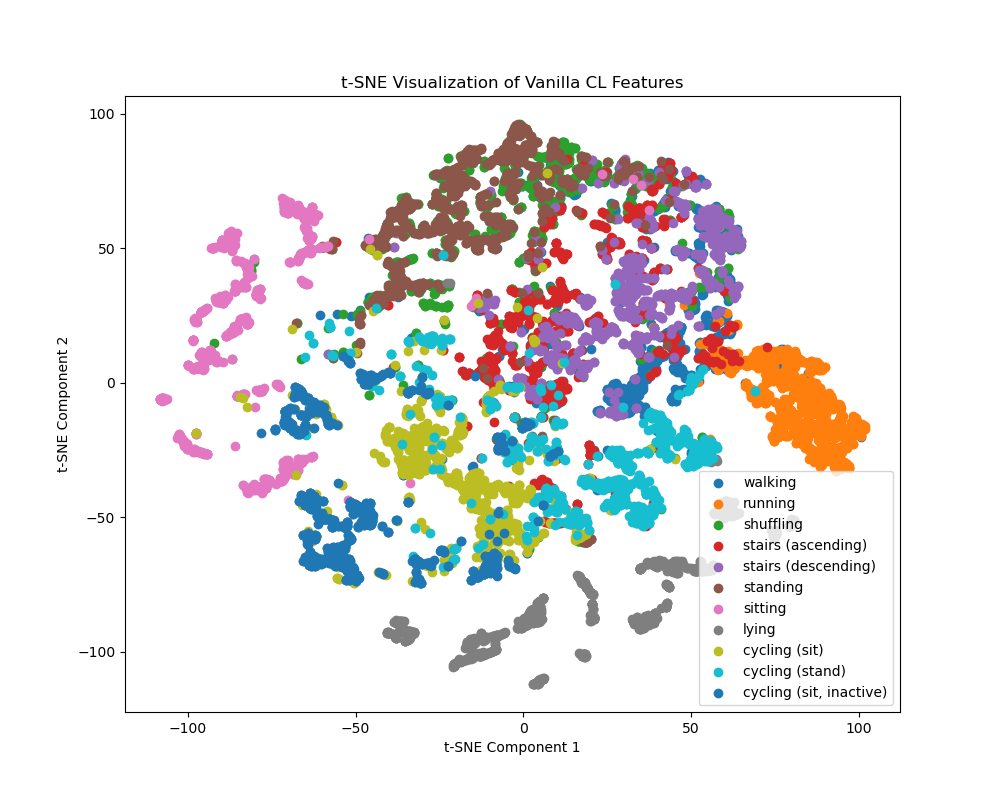 t-SNE Visualization of Vanilla CL Features
100
50
0
−50
−100
t-SNE Component 2
−100
−50
0
50
100
t-SNE Component 1
walking
running
shuffling
stairs (ascending)
stairs (descending)
standing
sitting
lying
cycling (sit)
cycling (stand)
cycling (sit, inactive)